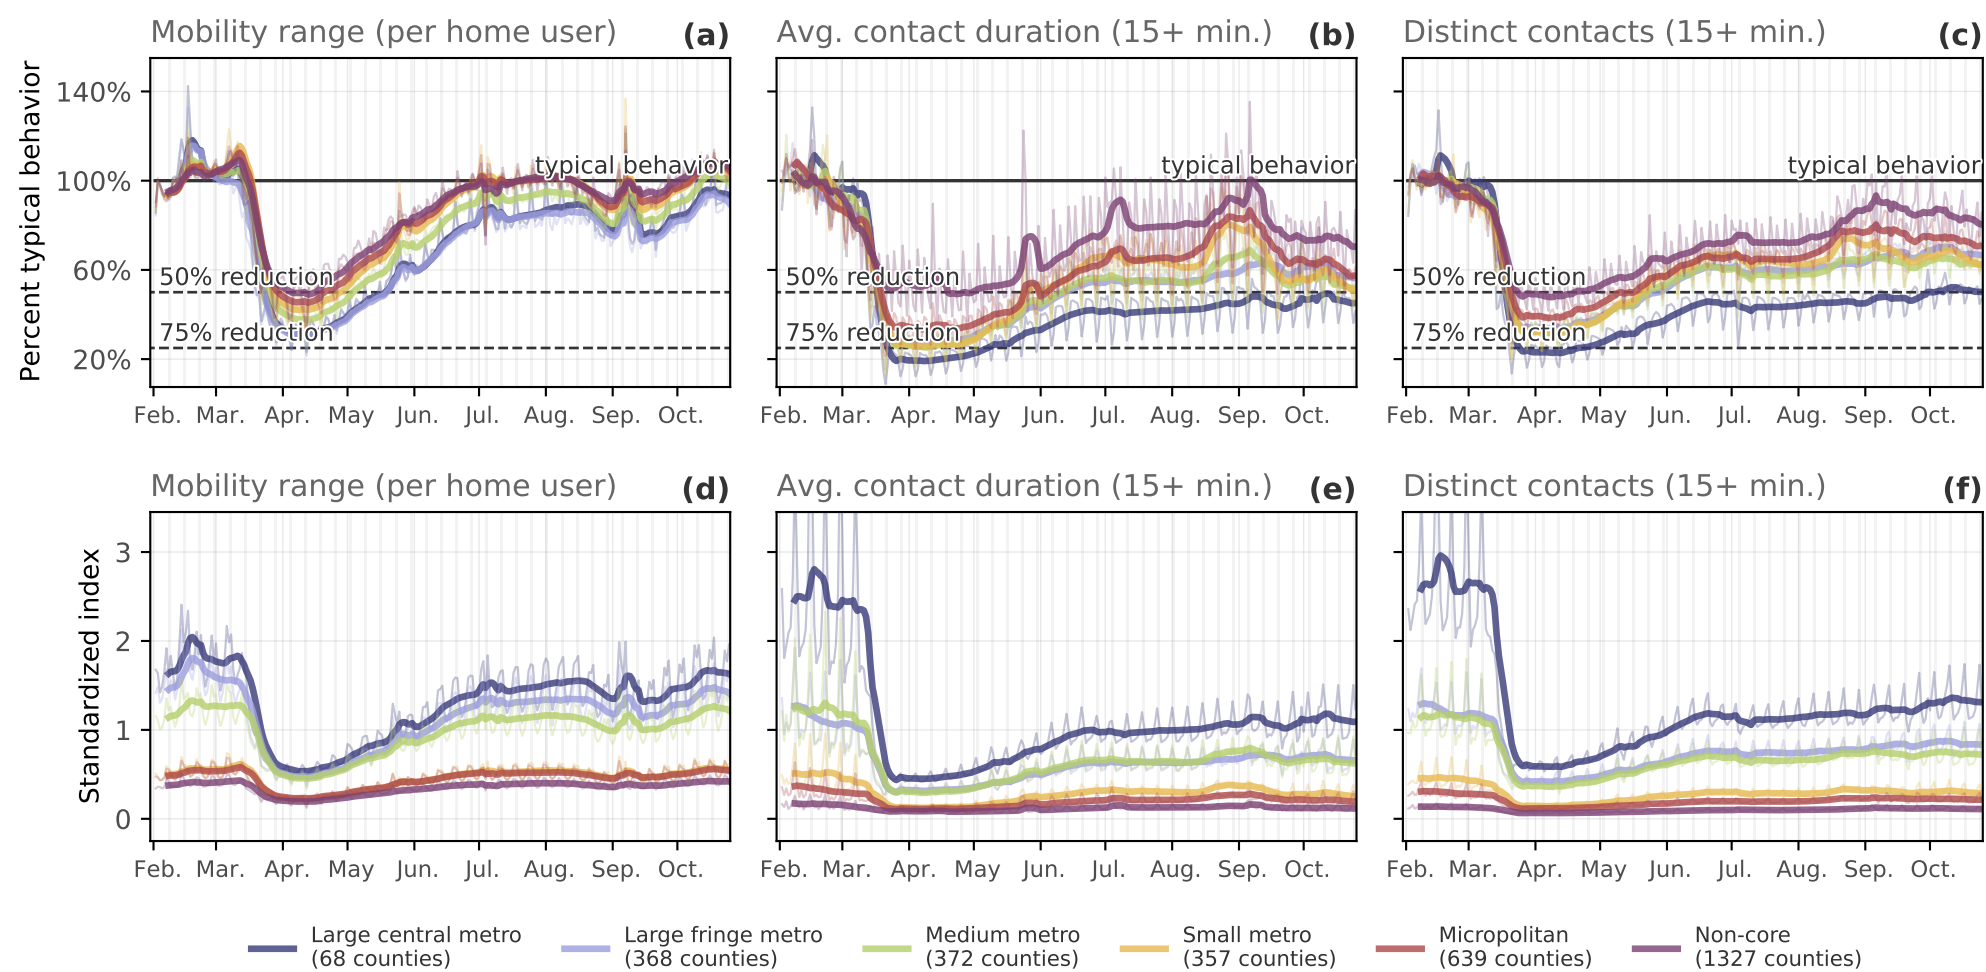 Mobility range (per home user) (a)
Avg. contact duration (15+ min.) (b)
Distinct contacts (15+ min.) (c)
Percent typical behavior
140%
100%
60%
20%
typical behavior
50% reduction
75% reduction
typical behavior
50% reduction
75% reduction
typical behavior
50% reduction
75% reduction
Feb. Mar. Apr. May Jun. Jul. Aug. Sep. Oct.
Feb. Mar. Apr. May Jun. Jul. Aug. Sep. Oct.
Feb. Mar. Apr. May Jun. Jul. Aug. Sep. Oct.
Mobility range (per home user) (d)
Avg. contact duration (15+ min.) (e)
Distinct contacts (15+ min.) (f)
Standardized index
3
2
1
0
Feb. Mar. Apr. May Jun. Jul. Aug. Sep. Oct.
Feb. Mar. Apr. May Jun. Jul. Aug. Sep. Oct.
Feb. Mar. Apr. May Jun. Jul. Aug. Sep. Oct.
Large central metro
(68 counties)
Large fringe metro
(368 counties)
Medium metro
(372 counties)
Small metro
(357 counties)
Micropolitan
(639 counties)
Non-core
(1327 counties)